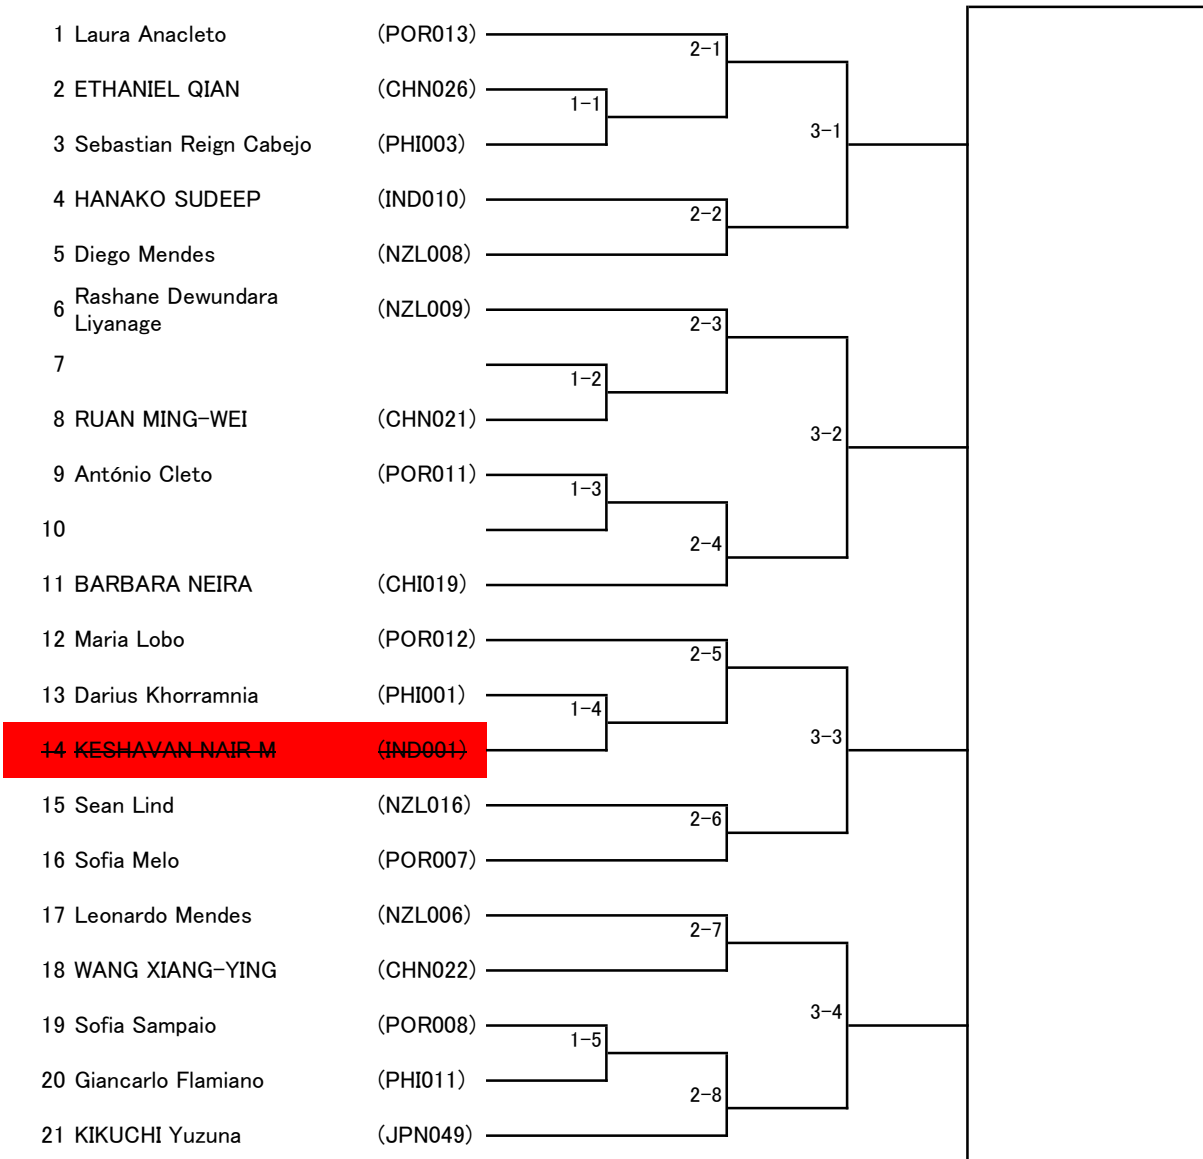 1 Laura Anacleto (POR013)
2-1
2 ETHANIEL QIAN (CHN026)
1-1
3-1
3 Sebastian Reign Cabejo (PHI003)
4 HANAKO SUDEEP (IND010)
2-2
5 Diego Mendes (NZL008)
6 Rashane Dewundara
Liyanage (NZL009)
2-3
7
1-2
8 RUAN MING-WEI (CHN021)
3-2
9 António Cleto (POR011)
1-3
10
2-4
11 BARBARA NEIRA (CHI019)
12 Maria Lobo (POR012)
2-5
13 Darius Khorramnia (PHI001)
1-4
3-3
14 KESHAVAN NAIR M (IND001)
15 Sean Lind (NZL016)
2-6
16 Sofia Melo (POR007)
17 Leonardo Mendes (NZL006)
2-7
18 WANG XIANG-YING (CHN022)
3-4
19 Sofia Sampaio (POR008)
1-5
20 Giancarlo Flamiano (PHI011)
2-8
21 KIKUCHI Yuzuna (JPN049)